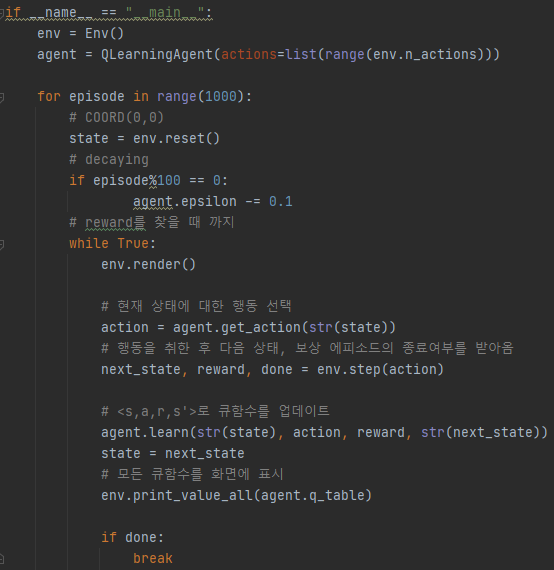 if __name__ == "__main__":
    env = Env()
    agent = QLearningAgent(actions=list(range(env.n_actions)))

    for episode in range(1000):
        # COORD(0,0)
        state = env.reset()
        # decaying
        if episode%100 == 0:
                agent.epsilon -= 0.1
        # reward를 찾을 때 까지
        while True:
            env.render()

            # 현재 상태에 대한 행동 선택
            action = agent.get_action(str(state))
            # 행동을 취한 후 다음 상태, 보상 에피소드의 종료여부를 받아옴
            next_state, reward, done = env.step(action)

            # <s,a,r,s'>로 큐함수를 업데이트
            agent.learn(str(state), action, reward, str(next_state))
            state = next_state
            # 모든 큐함수를 화면에 표시
            env.print_value_all(agent.q_table)

            if done:
                break